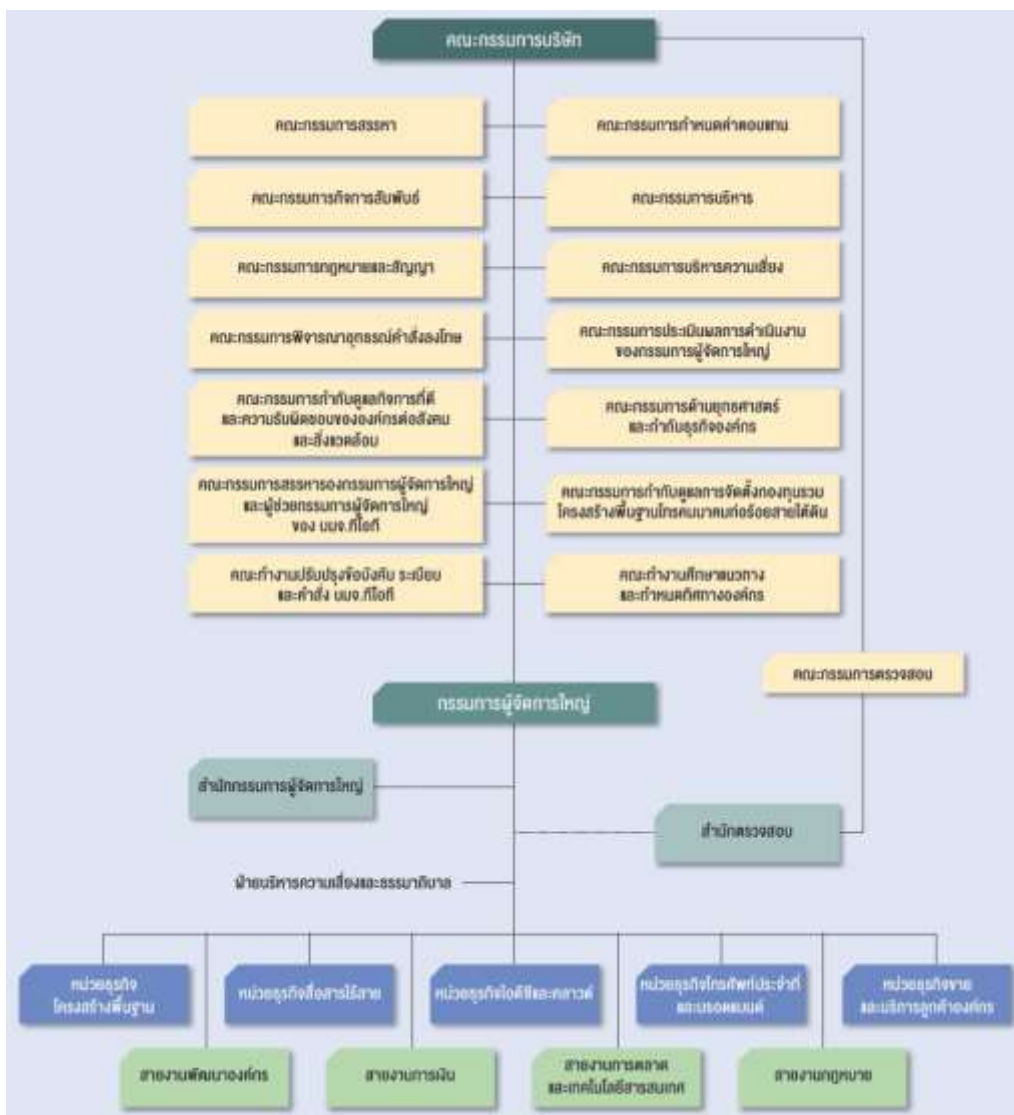 คณะกรรมการบริษัท
คณะกรรมการสรรหา
คณะกรรมการกำหนดค่าตอบแทน
คณะกรรมการกิจการสัมพันธ์
คณะกรรมการบริหาร
คณะกรรมการกฎหมายและสัญญา
คณะกรรมการบริหารความเสี่ยง
คณะกรรมการพิจารณาอุทธรณ์คำสั่งลงโทษ
คณะกรรมการประเมินผลการดำเนินงาน
ของกรรมการผู้จัดการใหญ่
คณะกรรมการกำกับดูแลกิจการที่ดี
และความรับผิดชอบขององค์กรต่อสังคม
และสิ่งแวดล้อม
คณะกรรมการด้านยุทธศาสตร์
และกำกับธุรกิจองค์กร
คณะกรรมการสรรหารองกรรมการผู้จัดการใหญ่
และผู้ช่วยกรรมการผู้จัดการใหญ่
ของ บมจ.ทีโอที
คณะกรรมการกำกับดูแลการจัดตั้งกองทุนรวม
โครงสร้างพื้นฐานโทรคมนาคมท่อร้อยสายใต้ดิน
คณะทำงานปรับปรุงข้อบังคับ ระเบียบ
และคำสั่ง บมจ.ทีโอที
คณะทำงานศึกษาแนวทาง
และกำหนดทิศทางองค์กร
คณะกรรมการตรวจสอบ
กรรมการผู้จัดการใหญ่
สำนักกรรมการผู้จัดการใหญ่
สำนักตรวจสอบ
ฝ่ายบริหารความเสี่ยงและธรรมาภิบาล
หน่วยธุรกิจ
โครงสร้างพื้นฐาน
หน่วยธุรกิจสื่อสารไร้สาย
หน่วยธุรกิจไอดีซีและคลาวด์
หน่วยธุรกิจโทรศัพท์ประจำที่
และบรอดแบนด์
หน่วยธุรกิจขาย
และบริการลูกค้าองค์กร
สายงานพัฒนาองค์กร
สายงานการเงิน
สายงานการตลาด
และเทคโนโลยีสารสนเทศ
สายงานกฎหมาย